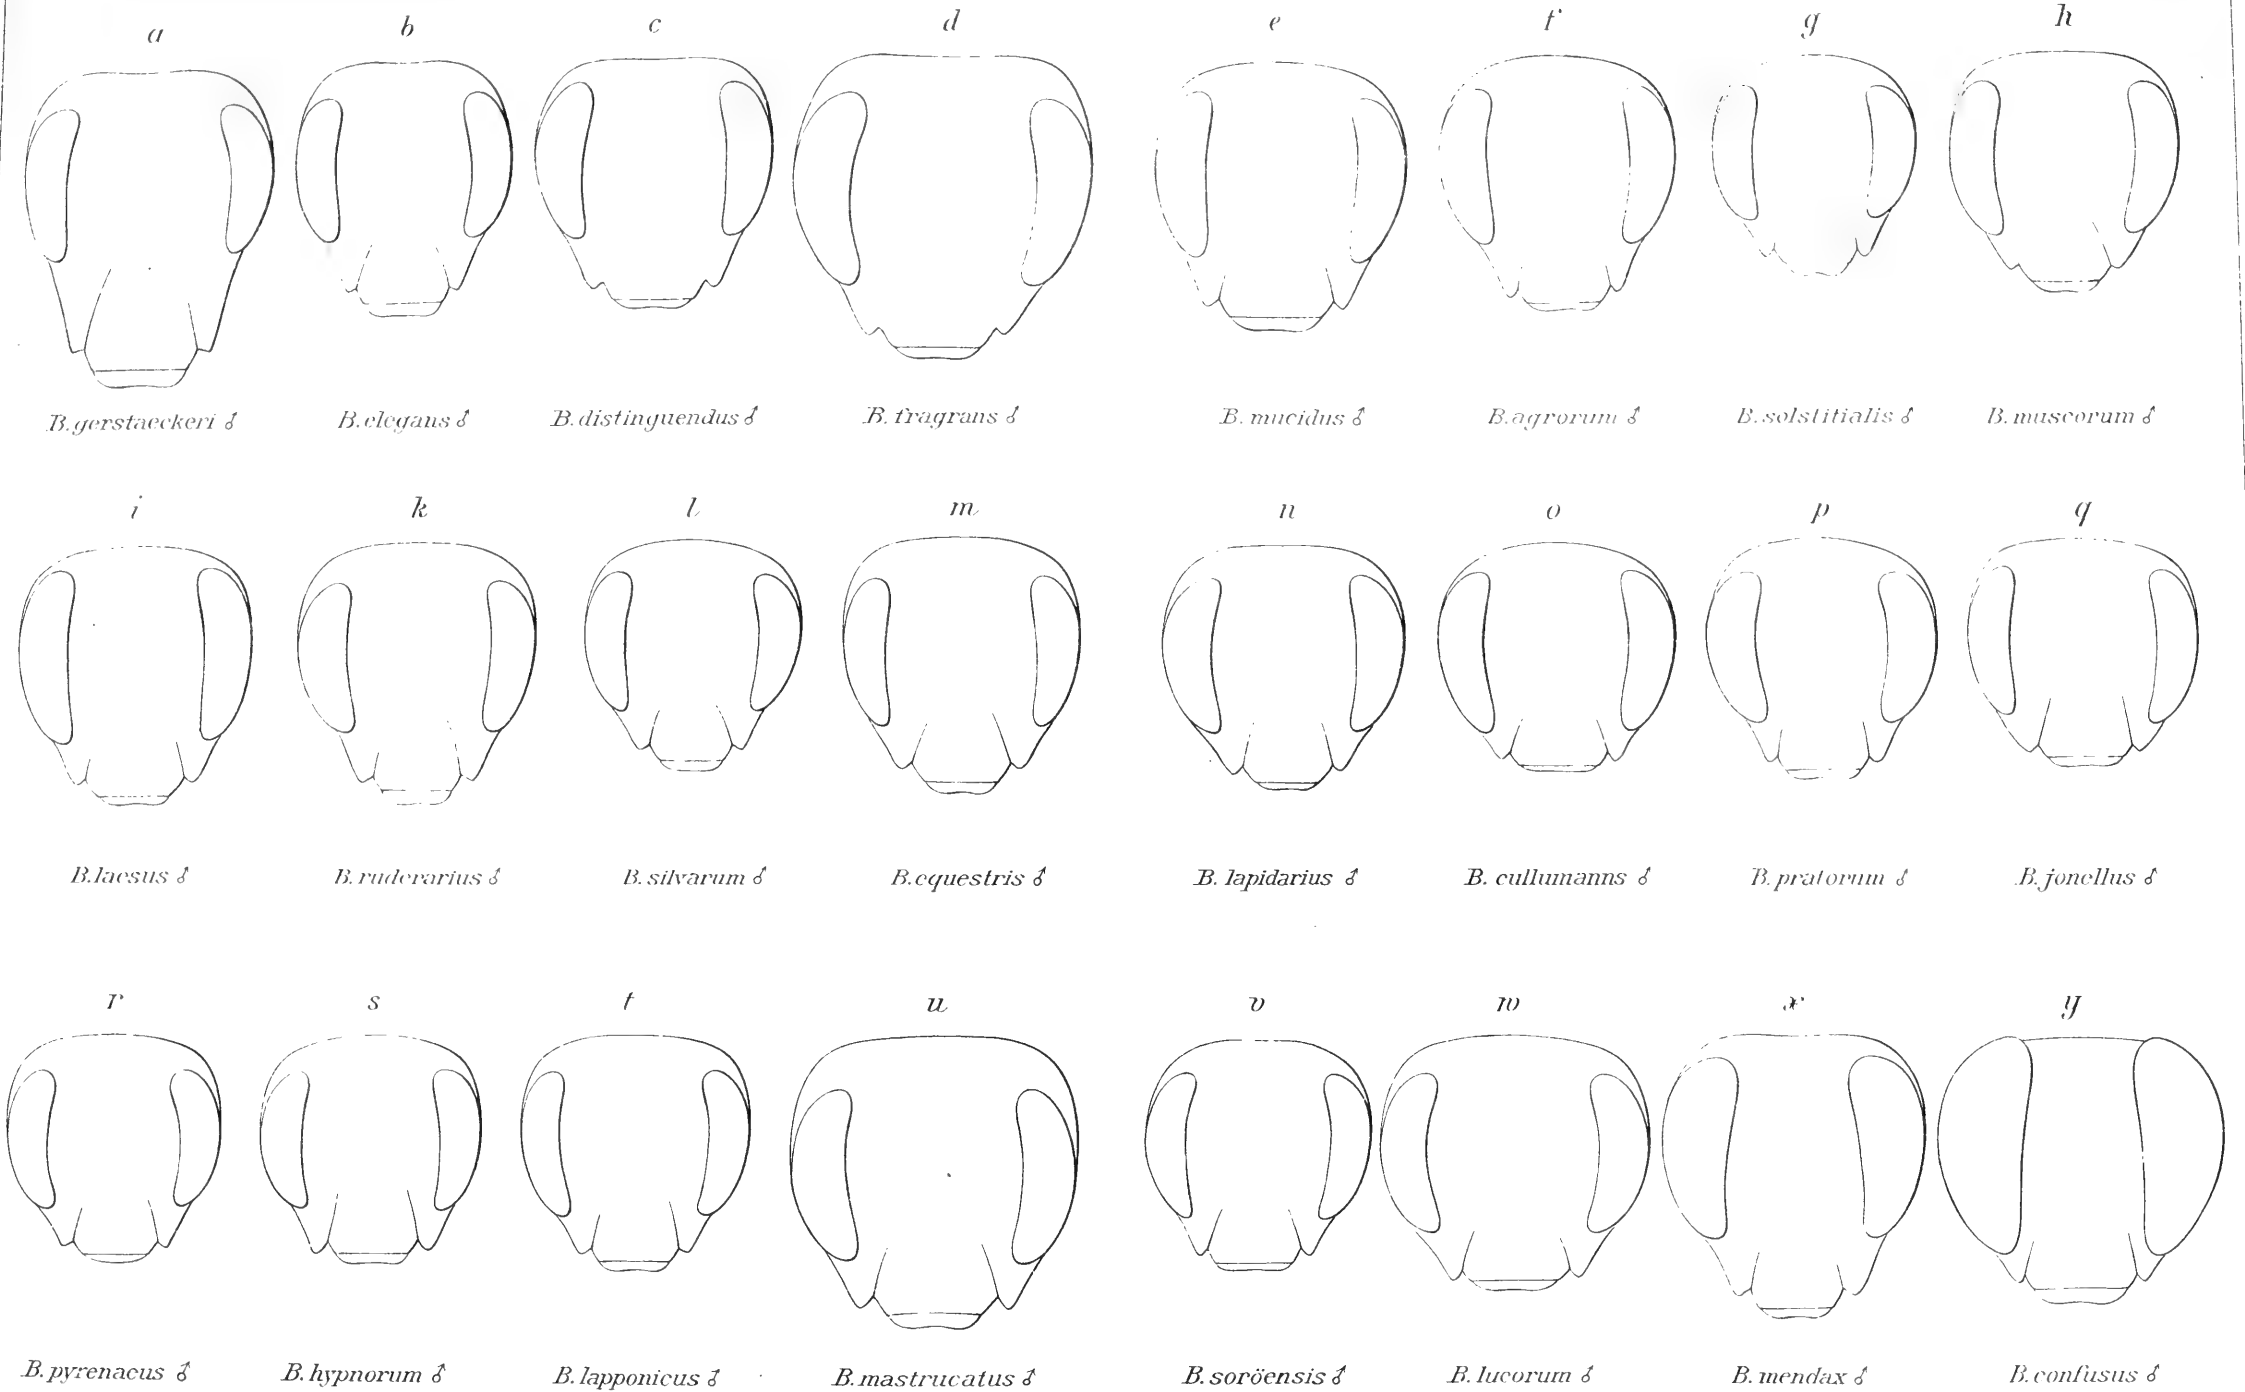 a b c d e f g h
B. gerstaeckeri ♂ B. elegans ♂ B. distinguendus ♂ B. fragrans ♂ B. mucidus ♂ B. agrorum ♂ B. solstitialis ♂ B. muscorum ♂
i k l m n o p q
B. laesus ♂ B. ruderarius ♂ B. silvarum ♂ B. equestris ♂ B. lapidarius ♂ B. cullumanns ♂ B. pratorum ♂ B. jonellus ♂
r s t u v w x y
B. pyrenaeus ♂ B. hypnorum ♂ B. lapponicus ♂ B. mastrucatus ♂ B. soröensis ♂ B. lucorum ♂ B. mendax ♂ B. confusus ♂